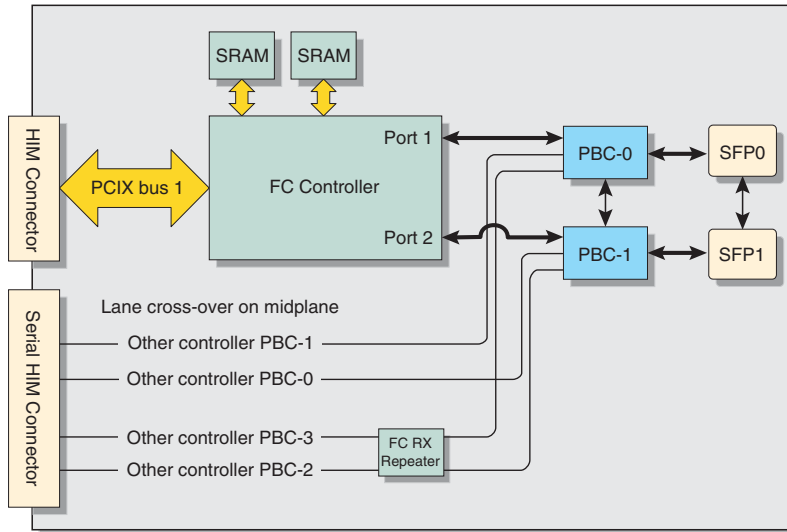 SRAM
SRAM
HIM Connector
PCIX bus 1
FC Controller
Port 1
Port 2
PBC-0
SFP0
PBC-1
SFP1
Serial HIM Connector
Lane cross-over on midplane
Other controller PBC-1
Other controller PBC-0
Other controller PBC-3
Other controller PBC-2
FC RX
Repeater